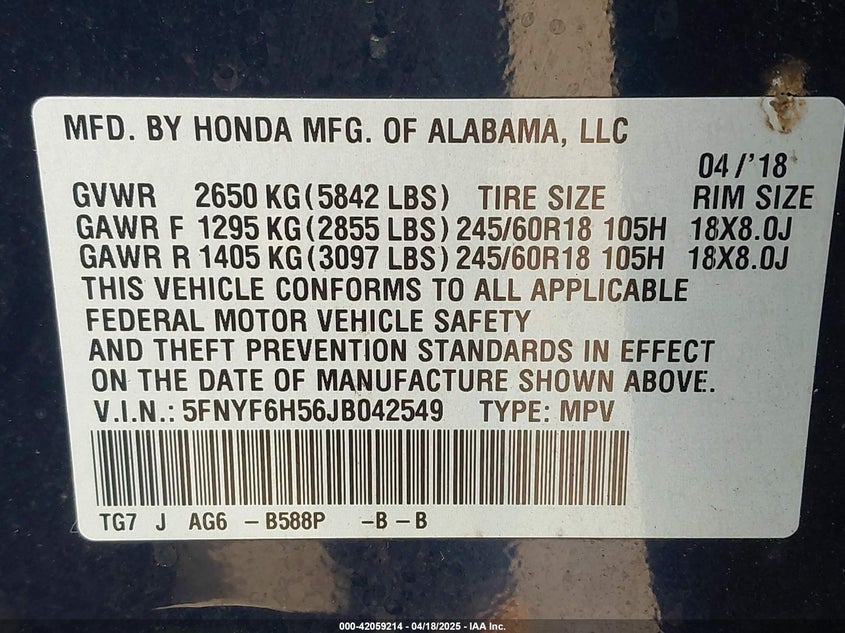 MFD. BY HONDA MFG. OF ALABAMA, LLC
04/'18
GVWR 2650 KG (5842 LBS) TIRE SIZE RIM SIZE
GAWR F 1295 KG (2855 LBS) 245/60R18 105H 18X8.0J
GAWR R 1405 KG (3097 LBS) 245/60R18 105H 18X8.0J
THIS VEHICLE CONFORMS TO ALL APPLICABLE
FEDERAL MOTOR VEHICLE SAFETY
AND THEFT PREVENTION STANDARDS IN EFFECT
ON THE DATE OF MANUFACTURE SHOWN ABOVE.
V.I.N.: 5FNYF6H56JB042549 TYPE: MPV
TG7 J AG6 -B588P -B-B
000-42059214 - 04/18/2025 - IAA Inc.